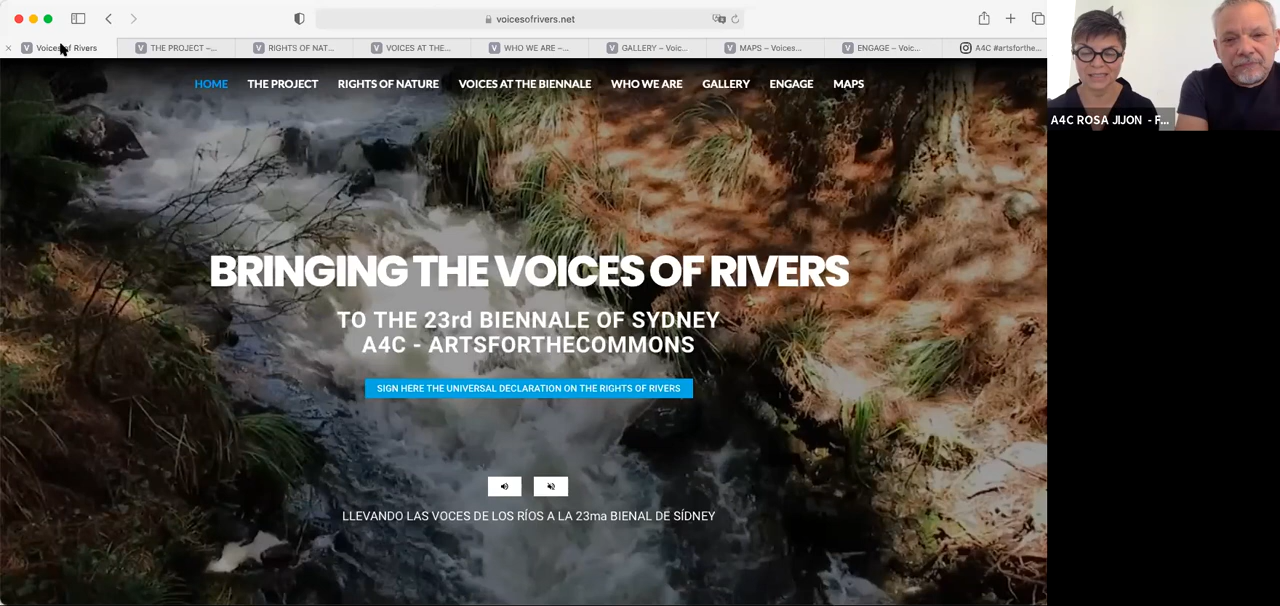 voicesofrivers.net
Voices of Rivers
THE PROJECT –...
RIGHTS OF NAT...
VOICES AT THE...
WHO WE ARE –...
GALLERY – Voic...
MAPS – Voices...
ENGAGE – Voic...
A4C #artsforthe...
HOME THE PROJECT RIGHTS OF NATURE VOICES AT THE BIENNALE WHO WE ARE GALLERY ENGAGE MAPS
A4C ROSA JIJON - F...
BRINGING THE VOICES OF RIVERS
TO THE 23rd BIENNALE OF SYDNEY
A4C - ARTSFORTHECOMMONS
SIGN HERE THE UNIVERSAL DECLARATION ON THE RIGHTS OF RIVERS
LLEVANDO LAS VOCES DE LOS RÍOS A LA 23ma BIENAL DE SÍDNEY